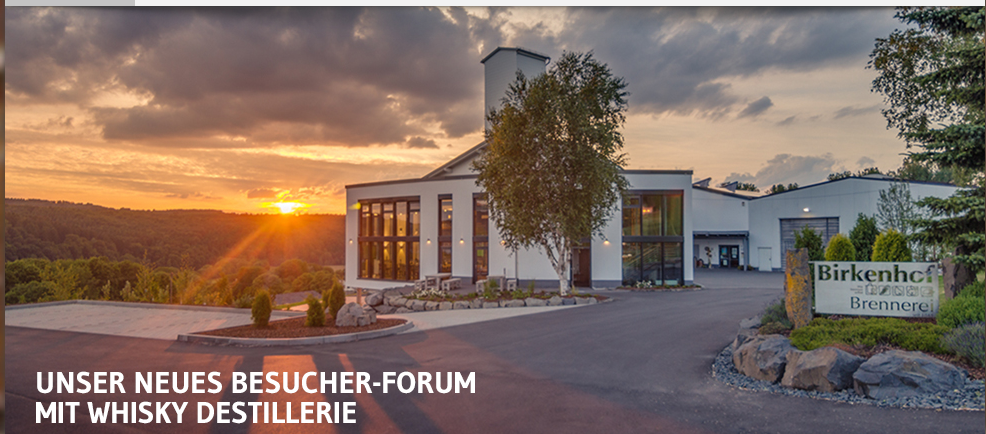 Birkenhof
Brennerei
UNSER NEUES BESUCHER-FORUM
MIT WHISKY DESTILLERIE